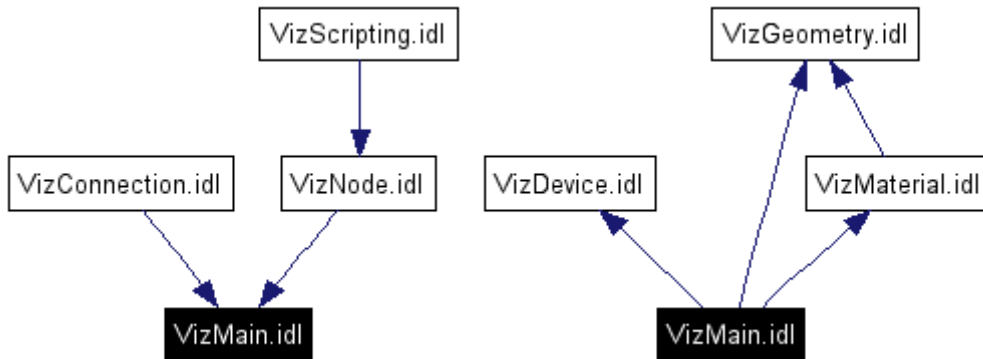 VizScripting.idl
VizGeometry.idl
VizConnection.idl
VizNode.idl
VizDevice.idl
VizMaterial.idl
VizMain.idl
VizMain.idl